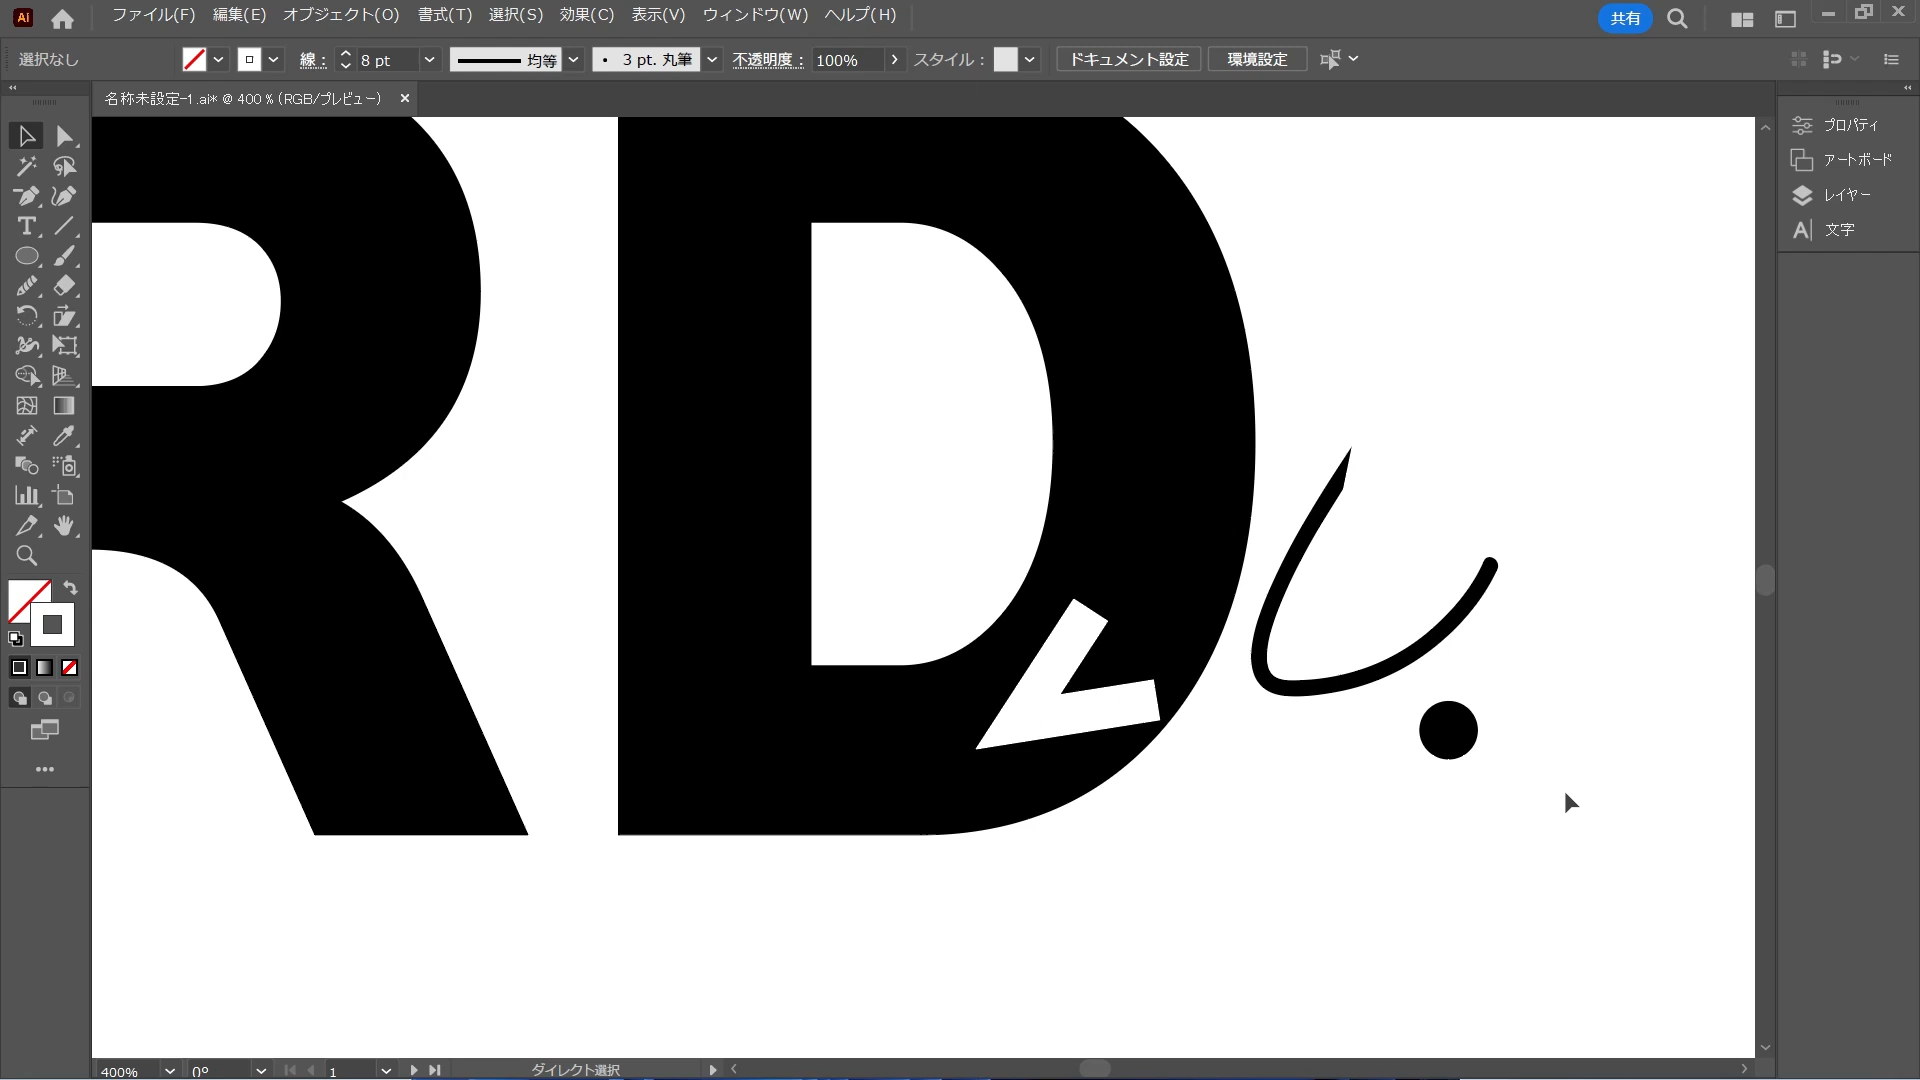 Ai ファイル(F) 編集(E) オブジェクト(O) 書式(T) 選択(S) 効果(C) 表示(V) ウィンドウ(W) ヘルプ(H) 共有
選択なし 線： 8 pt 均等 3 pt. 丸筆 不透明度： 100% スタイル： ドキュメント設定 環境設定
名称未設定-1.ai* @ 400 % (RGB/プレビュー)
プロパティ
アートボード
レイヤー
文字
RD
400% 0° 1 ダイレクト選択